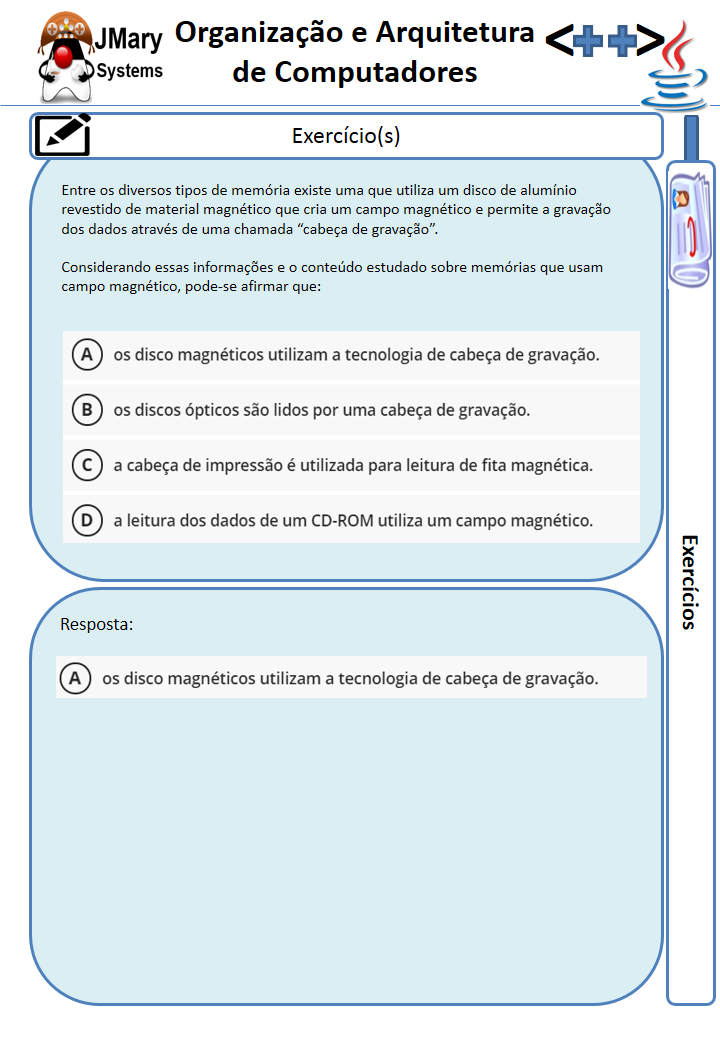 JMary
Systems
Organização e Arquitetura
de Computadores
<++>
Exercício(s)
Entre os diversos tipos de memória existe uma que utiliza um disco de alumínio
revestido de material magnético que cria um campo magnético e permite a gravação
dos dados através de uma chamada “cabeça de gravação”.
Considerando essas informações e o conteúdo estudado sobre memórias que usam
campo magnético, pode-se afirmar que:
A os disco magnéticos utilizam a tecnologia de cabeça de gravação.
B os discos ópticos são lidos por uma cabeça de gravação.
C a cabeça de impressão é utilizada para leitura de fita magnética.
D a leitura dos dados de um CD-ROM utiliza um campo magnético.
Exercícios
Resposta:
A os disco magnéticos utilizam a tecnologia de cabeça de gravação.